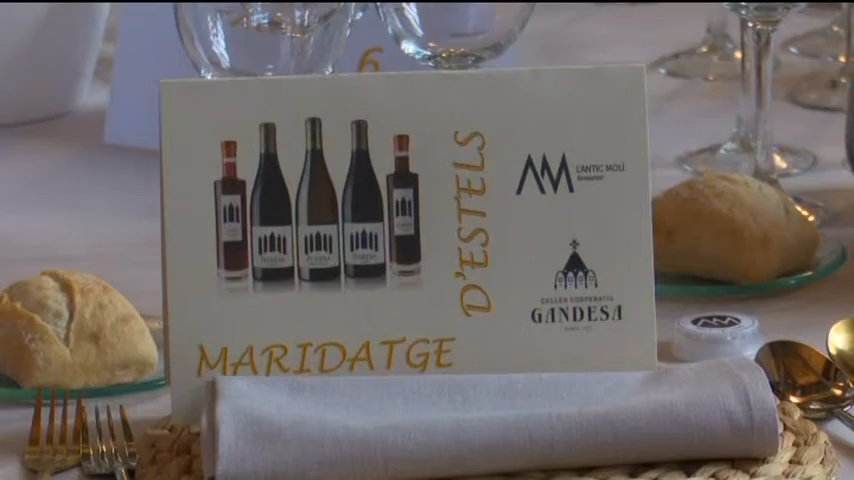 6
MARIDATGE
D'ESTELS
AM
L'ANTIC MOLÍ
CELLER COOPERATIU
GANDESA